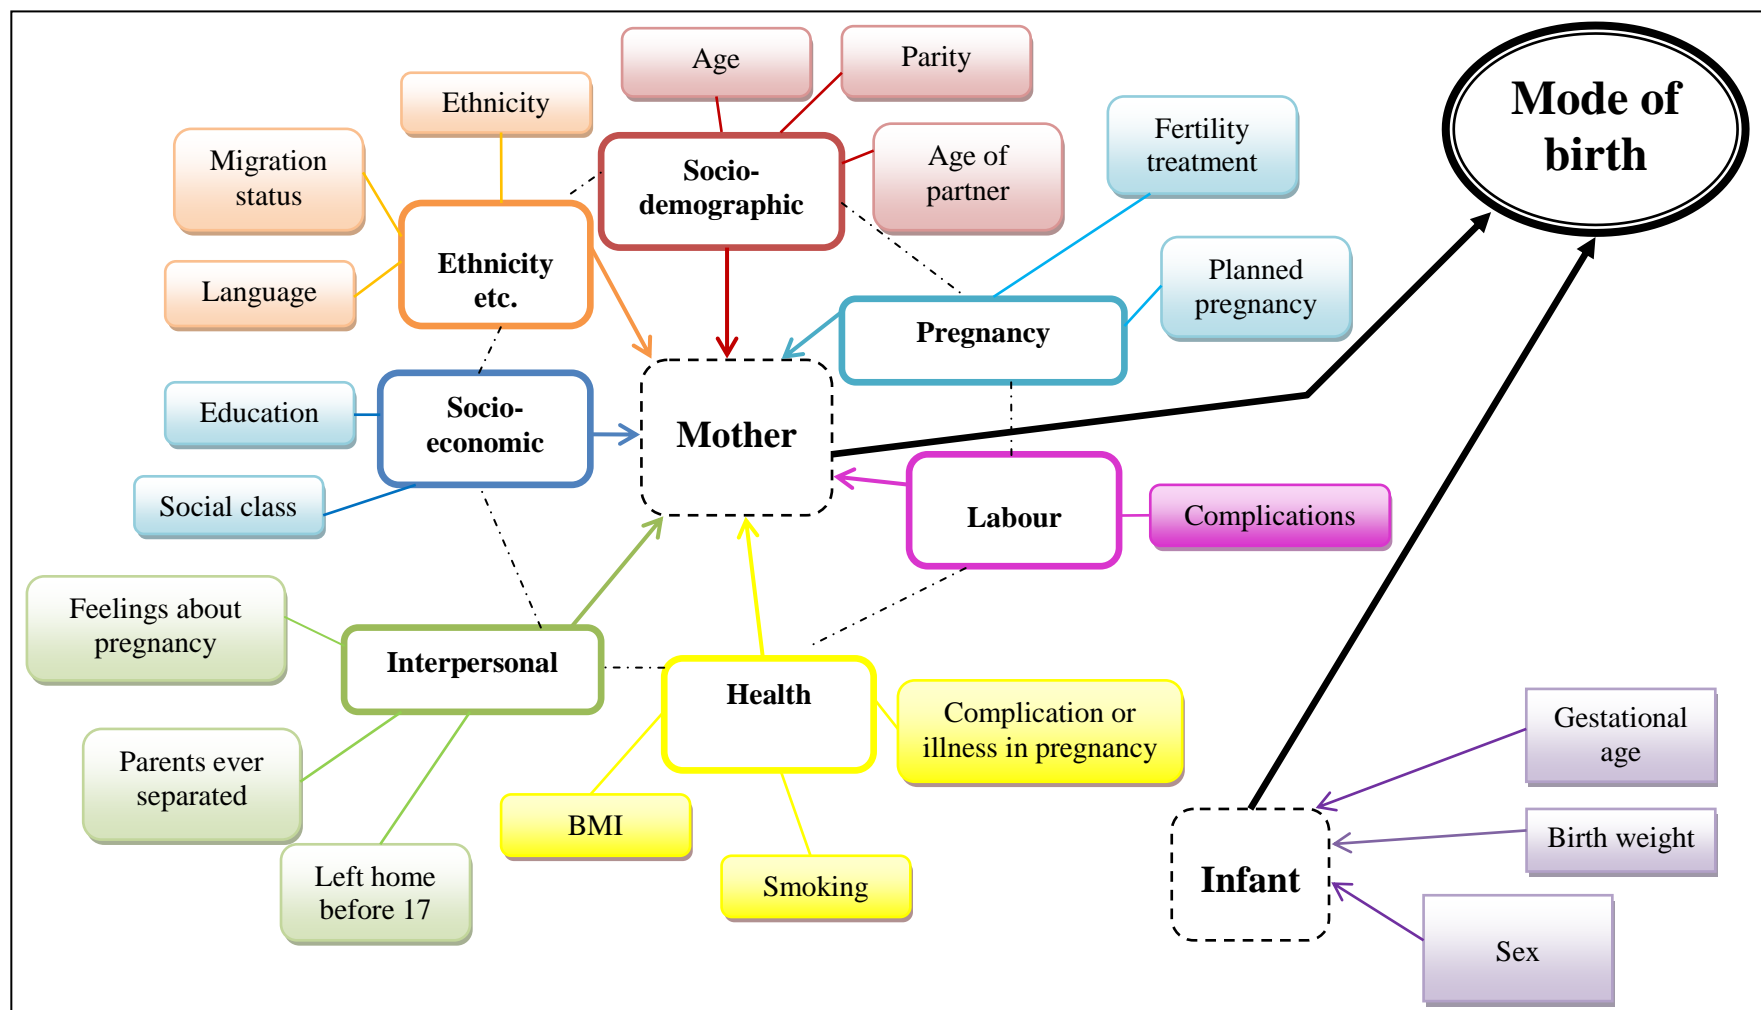 Age
Parity
Mode of
birth
Ethnicity
Fertility
treatment
Migration
status
Socio-
demographic
Age of
partner
Ethnicity
etc.
Language
Planned
pregnancy
Pregnancy
Education
Socio-
economic
Mother
Social class
Labour
Complications
Feelings about
pregnancy
Interpersonal
Health
Complication or
illness in pregnancy
Gestational
age
Parents ever
separated
BMI
Birth weight
Left home
before 17
Smoking
Infant
Sex